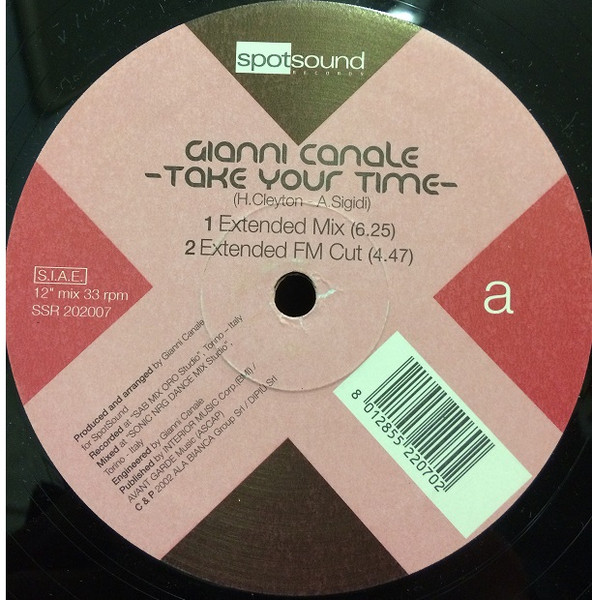 spotsound
RECORDS
Gianni Canale
-Take Your Time-
(H.Cleyton - A.Sigidi)
1 Extended Mix (6.25)
2 Extended FM Cut (4.47)
S.I.A.E.
12" mix 33 rpm
SSR 202007
a
Produced and arranged by Gianni Canale
for SpotSound
Recorded at "SAB MIX ORO Studio", Torino – Italy
Mixed at "SONIC NRG DANCE MIX Studio",
Torino – Italy
Engineered by Gianni Canale
Published by INTERIOR MUSIC Corp.(BMI) /
AVANT GARDE Music (ASCAP)
C & P 2002 ALA BIANCA Group Srl / DIPIÙ Srl
8 012855 220702